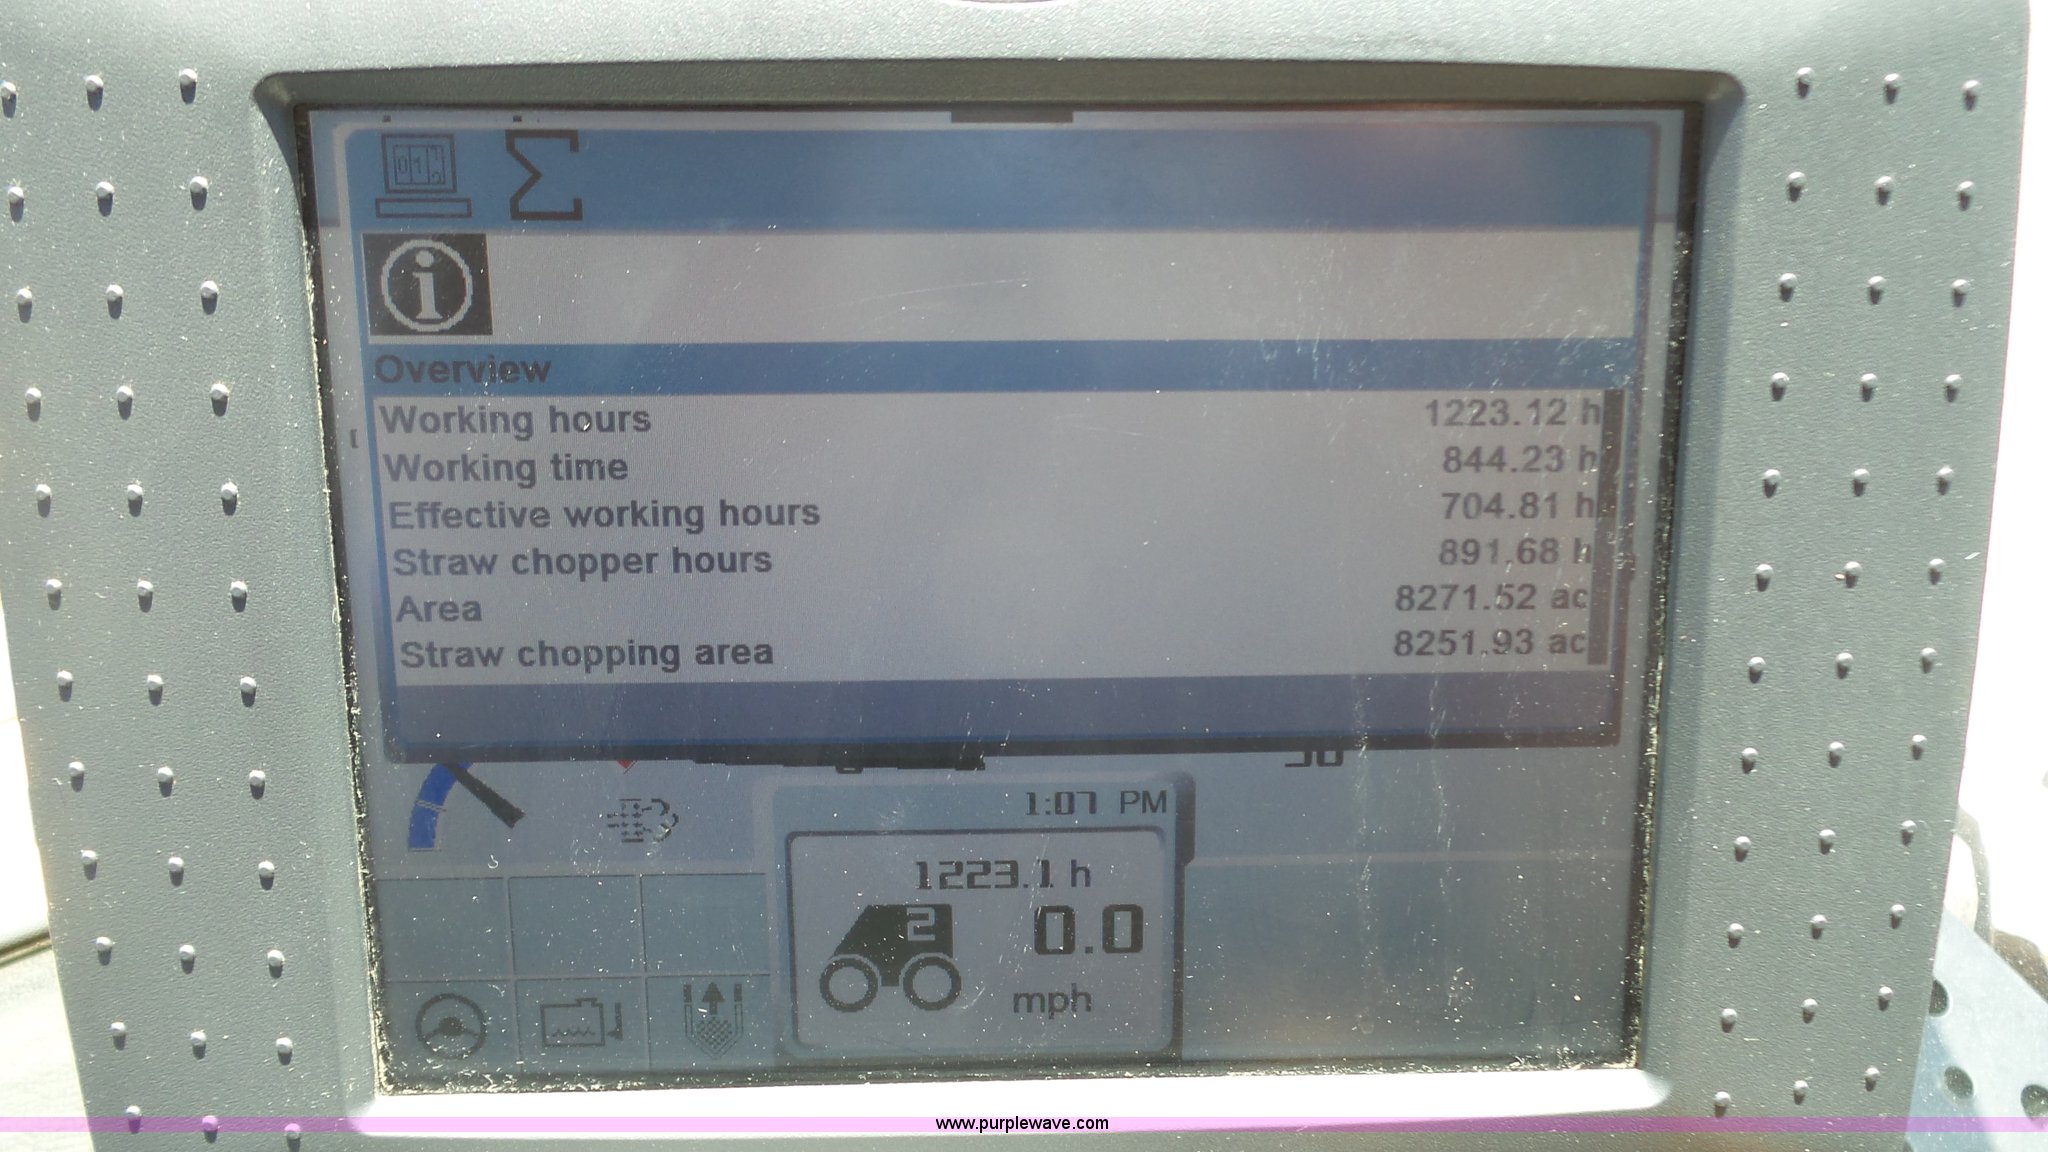 Overview
Working hours 1223.12 h
Working time 844.23 h
Effective working hours 704.81 h
Straw chopper hours 891.68 h
Area 8271.52 ac
Straw chopping area 8251.93 ac
1:07 PM
1223.1 h
2
0.0
mph
www.purplewave.com